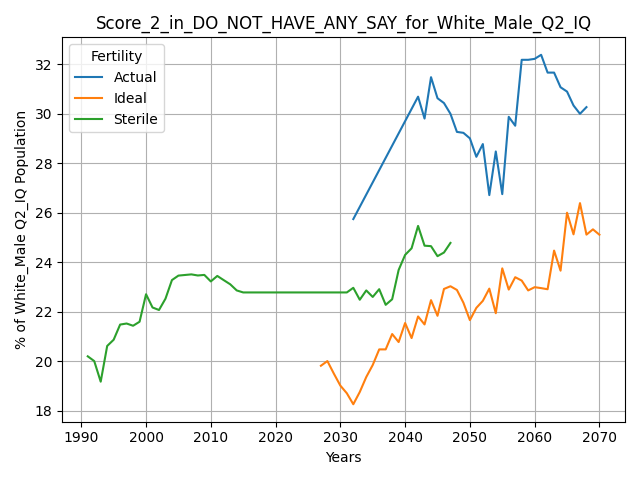 Score_2_in_DO_NOT_HAVE_ANY_SAY_for_White_Male_Q2_IQ
Fertility
Actual
Ideal
Sterile
% of White_Male Q2_IQ Population
32
30
28
26
24
22
20
18
1990 2000 2010 2020 2030 2040 2050 2060 2070
Years